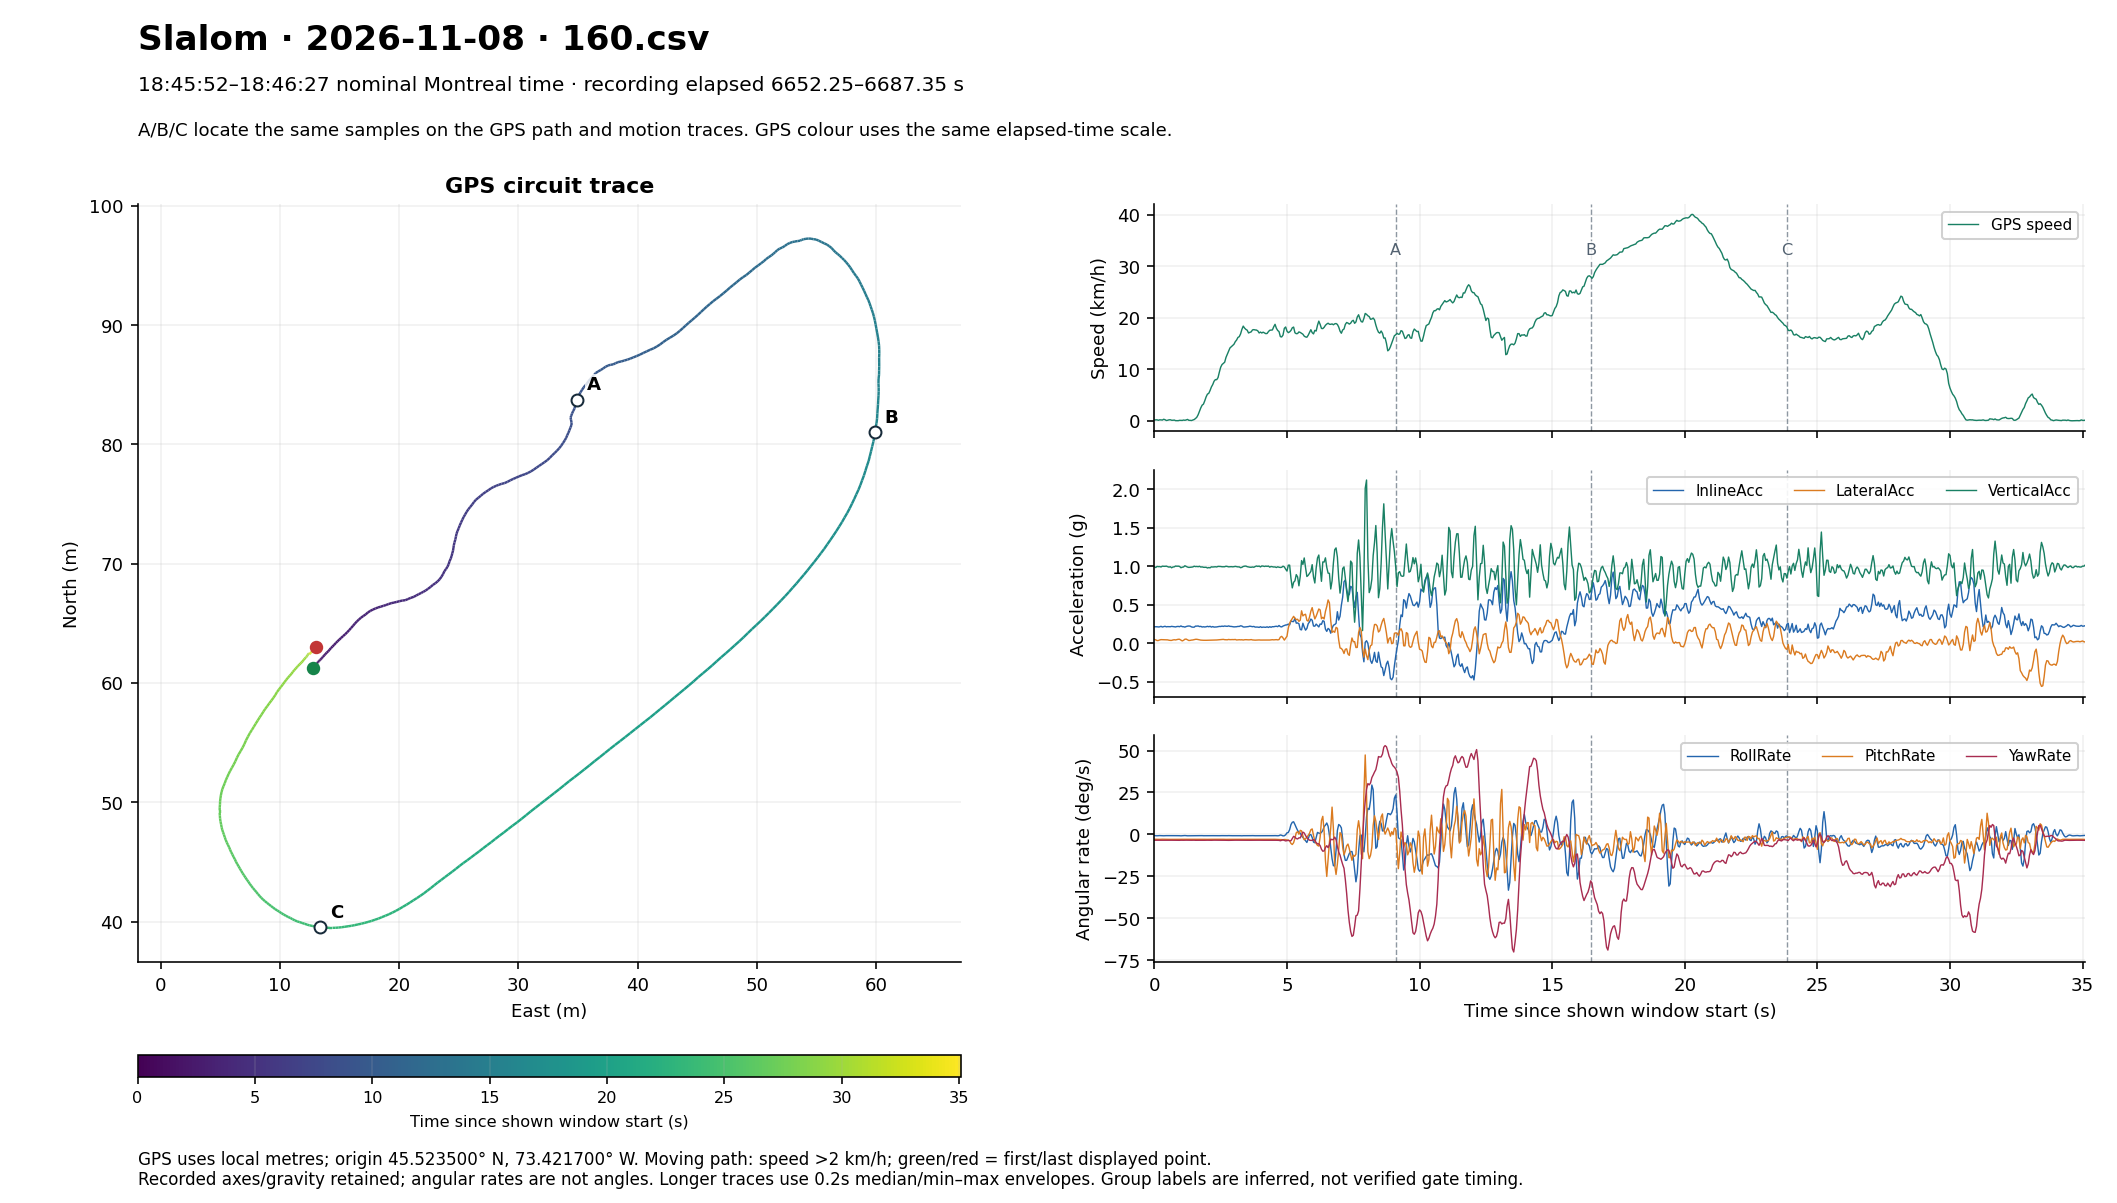 Slalom · 2026-11-08 · 160.csv
18:45:52–18:46:27 nominal Montreal time · recording elapsed 6652.25–6687.35 s
A/B/C locate the same samples on the GPS path and motion traces. GPS colour uses the same elapsed-time scale.
GPS circuit trace
100
90
80
70
60
50
40
North (m)
0 10 20 30 40 50 60
East (m)
A
B
C
0 5 10 15 20 25 30 35
Time since shown window start (s)
40
30
20
10
0
Speed (km/h)
A B C
GPS speed
2.0
1.5
1.0
0.5
0.0
−0.5
Acceleration (g)
InlineAcc LateralAcc VerticalAcc
50
25
0
−25
−50
−75
Angular rate (deg/s)
RollRate PitchRate YawRate
0 5 10 15 20 25 30 35
Time since shown window start (s)
GPS uses local metres; origin 45.523500° N, 73.421700° W. Moving path: speed >2 km/h; green/red = first/last displayed point.
Recorded axes/gravity retained; angular rates are not angles. Longer traces use 0.2s median/min–max envelopes. Group labels are inferred, not verified gate timing.